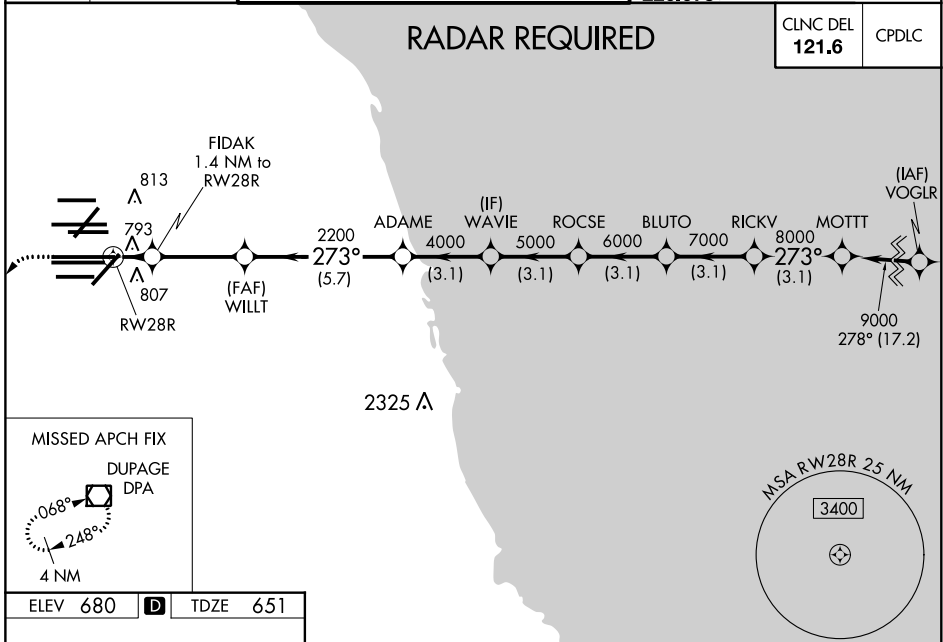 RADAR REQUIRED
CLNC DEL
121.6
CPDLC
FIDAK
1.4 NM to
RW28R
813
793
807
RW28R
(FAF)
WILLT
2200
273°
(5.7)
ADAME
4000
(3.1)
(IF)
WAVIE
5000
(3.1)
ROCSE
6000
(3.1)
BLUTO
7000
(3.1)
RICKV
8000
273°
(3.1)
MOTTT
(IAF)
VOGLR
9000
278° (17.2)
2325
MISSED APCH FIX
DUPAGE
DPA
068°
248°
4 NM
MSA RW28R 25 NM
3400
ELEV 680 D TDZE 651